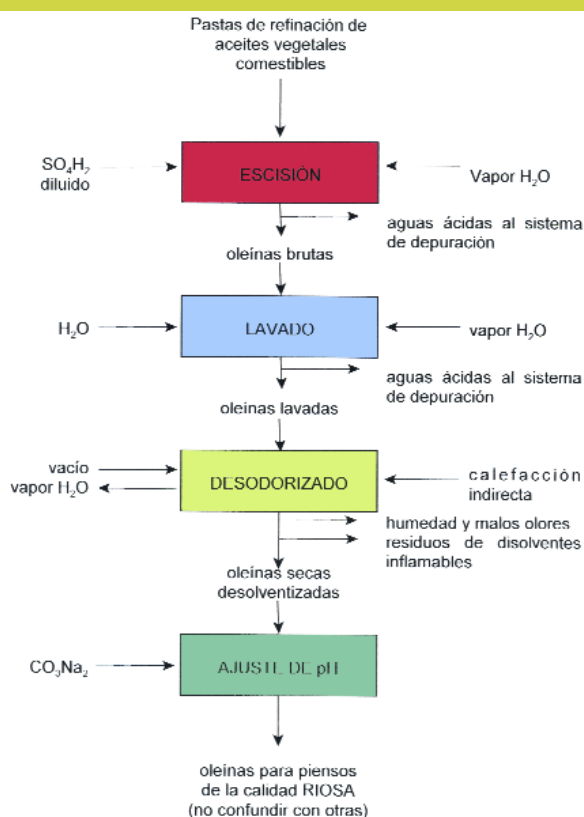 Pastas de refinación de
aceites vegetales
comestibles
SO₄H₂
diluido
ESCISIÓN
Vapor H₂O
aguas ácidas al sistema
de depuración
oleínas brutas
H₂O
LAVADO
vapor H₂O
aguas ácidas al sistema
de depuración
oleínas lavadas
vacío
vapor H₂O
DESODORIZADO
calefacción
indirecta
humedad y malos olores
residuos de disolventes
inflamables
oleínas secas
desolventizadas
CO₃Na₂
AJUSTE DE pH
oleínas para piensos
de la calidad RIOSA
(no confundir con otras)